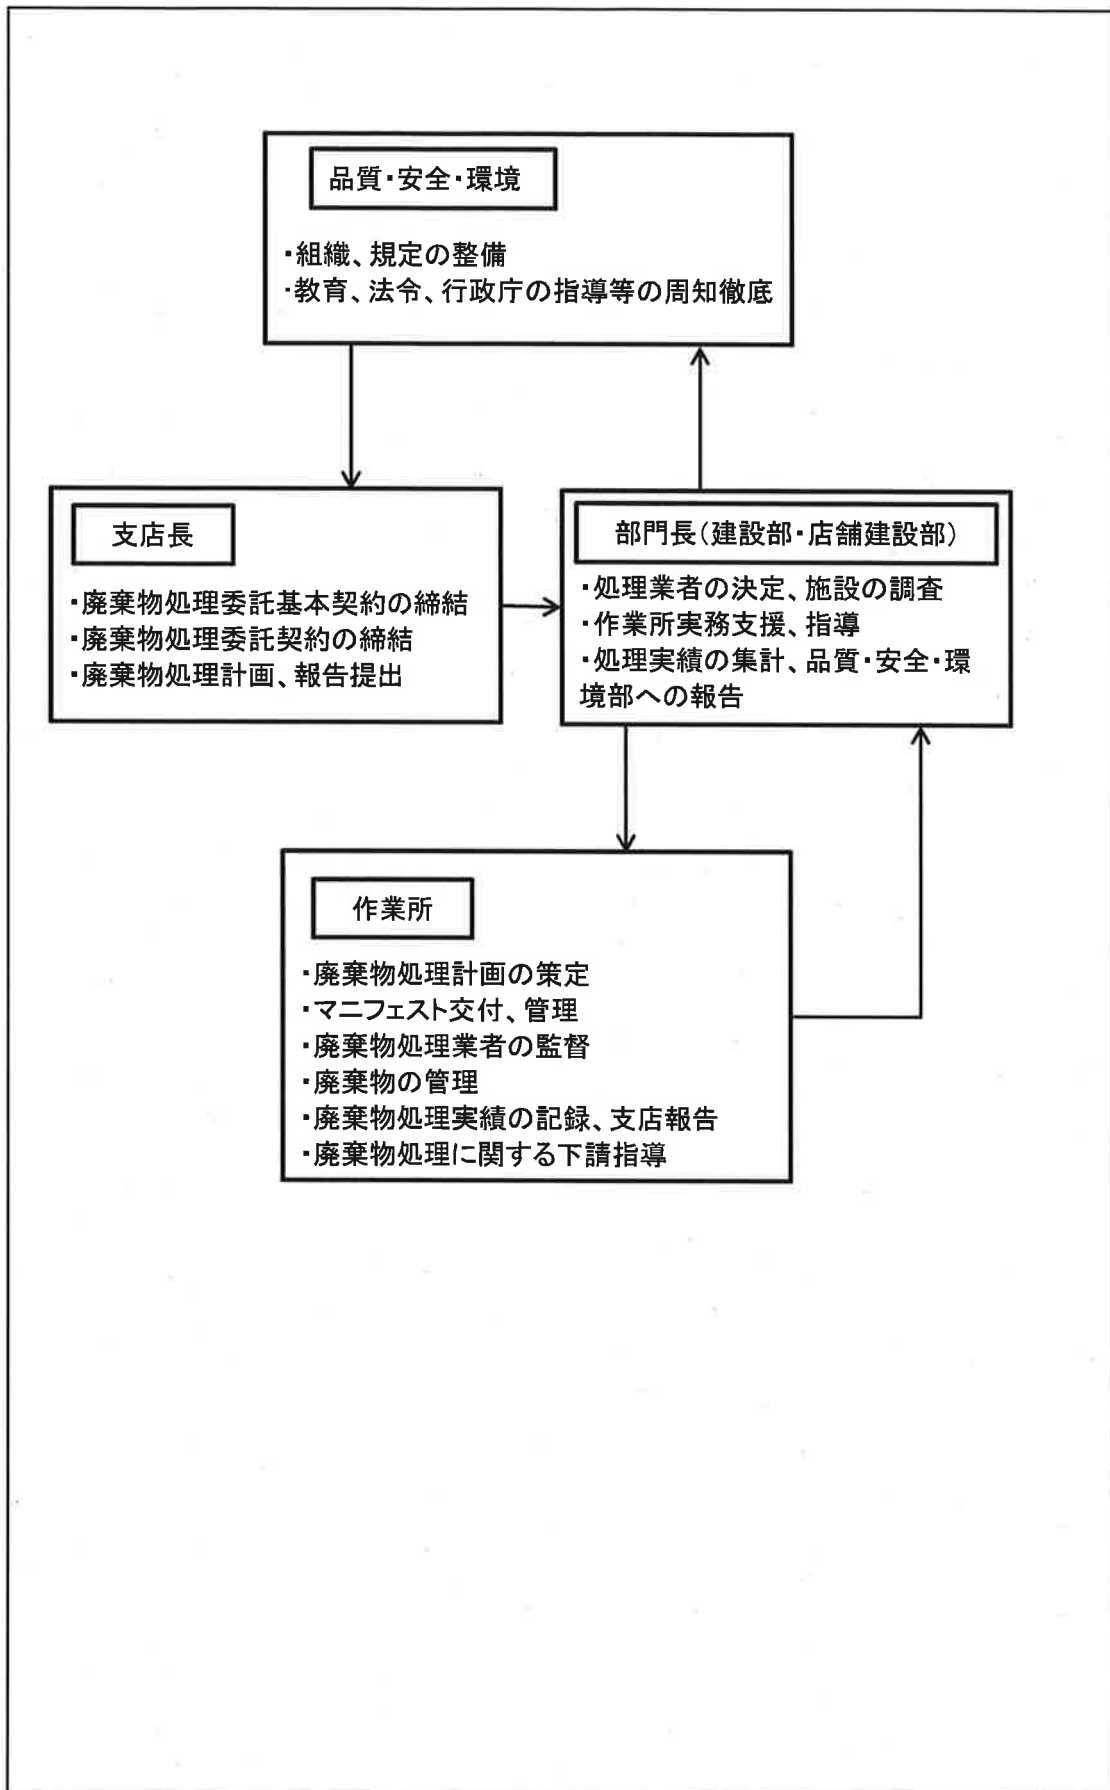 品質・安全・環境
・組織、規定の整備
・教育、法令、行政庁の指導等の周知徹底
支店長
・廃棄物処理委託基本契約の締結
・廃棄物処理委託契約の締結
・廃棄物処理計画、報告提出
部門長（建設部・店舗建設部）
・処理業者の決定、施設の調査
・作業所実務支援、指導
・処理実績の集計、品質・安全・環
境部への報告
作業所
・廃棄物処理計画の策定
・マニフェスト交付、管理
・廃棄物処理業者の監督
・廃棄物の管理
・廃棄物処理実績の記録、支店報告
・廃棄物処理に関する下請指導